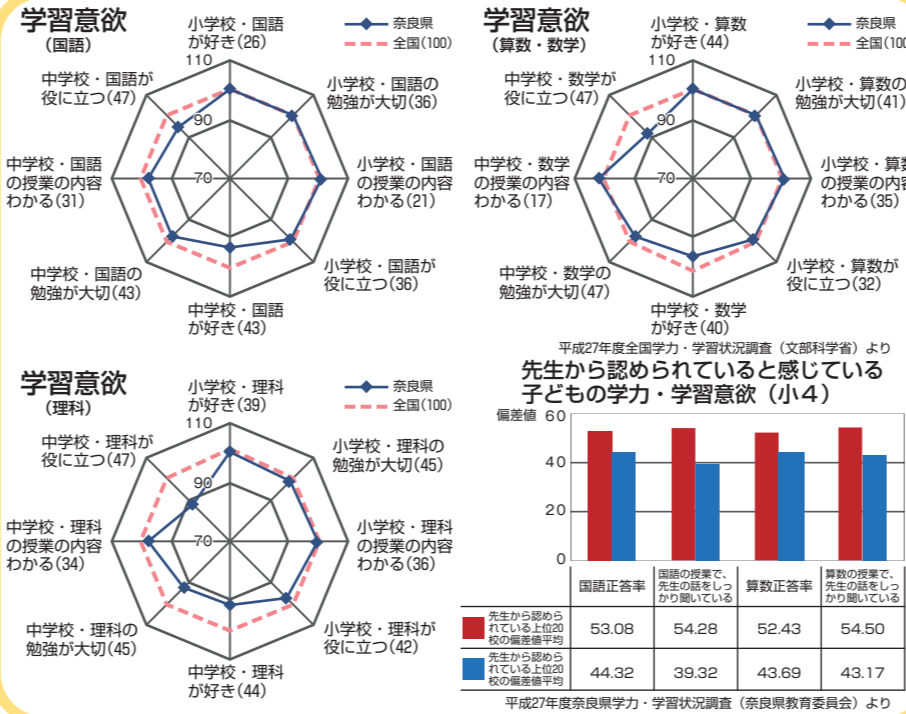 学習意欲
(国語)
奈良県
全国(100)
小学校・国語
が好き(26)
小学校・国語の
勉強が大切(36)
小学校・国語
の授業の内容
わかる(21)
小学校・国語が
役に立つ(36)
中学校・国語
が好き(43)
中学校・国語の
勉強が大切(43)
中学校・国語
の授業の内容
わかる(31)
中学校・国語が
役に立つ(47)
110
90
70
学習意欲
(算数・数学)
奈良県
全国(100
小学校・算数
が好き(44)
小学校・算数の
勉強が大切(41)
小学校・算数
の授業の内容
わかる(35)
小学校・算数が
役に立つ(32)
中学校・数学
が好き(40)
中学校・数学の
勉強が大切(47)
中学校・数学
の授業の内容
わかる(17)
中学校・数学が
役に立つ(47)
110
90
70
平成27年度全国学力・学習状況調査（文部科学省）より
学習意欲
(理科)
奈良県
全国(100)
小学校・理科
が好き(39)
小学校・理科の
勉強が大切(45)
小学校・理科
の授業の内容
わかる(36)
小学校・理科が
役に立つ(42)
中学校・理科
が好き(44)
中学校・理科の
勉強が大切(45)
中学校・理科
の授業の内容
わかる(34)
中学校・理科が
役に立つ(47)
110
90
70
先生から認められていると感じている
子どもの学力・学習意欲（小４）
偏差値 60
40
20
0
国語正答率
国語の授業で、
先生の話をしっ
かり聞いている
算数正答率
算数の授業で、
先生の話をしっ
かり聞いている
先生から認めら
れている上位20
校の偏差値平均
53.08 54.28 52.43 54.50
先生から認めら
れている上位20
校の偏差値平均
44.32 39.32 43.69 43.17
平成27年度奈良県学力・学習状況調査（奈良県教育委員会）より